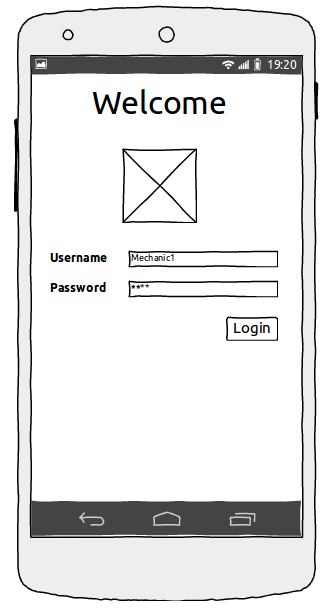 19:20
Welcome
Username Mechanic1
Password ****
Login